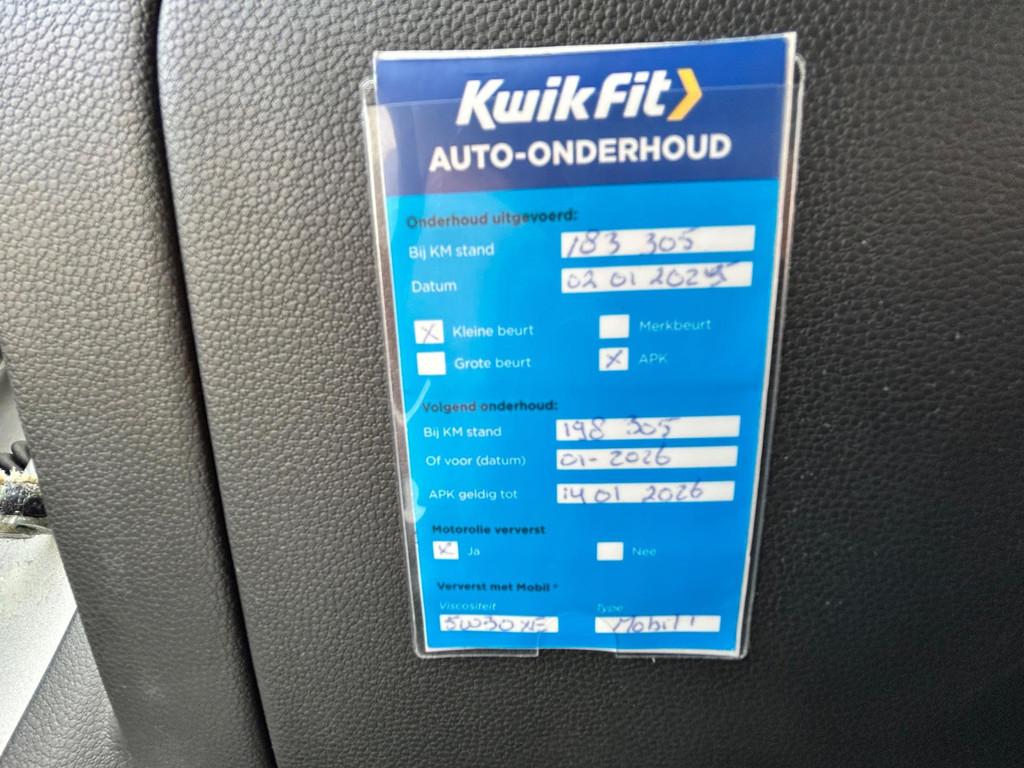 KwikFit
AUTO-ONDERHOUD
Onderhoud uitgevoerd:
Bij KM stand 183 305
Datum 02 01 2025
Kleine beurt Merkbeurt
Grote beurt APK
Volgend onderhoud:
Bij KM stand 198 305
Of voor (datum) 01-2026
APK geldig tot 14 01 2026
Motorolie ververst
Ja Nee
Ververst met Mobil*
Viscositeit Type
5W30 Mobil 1